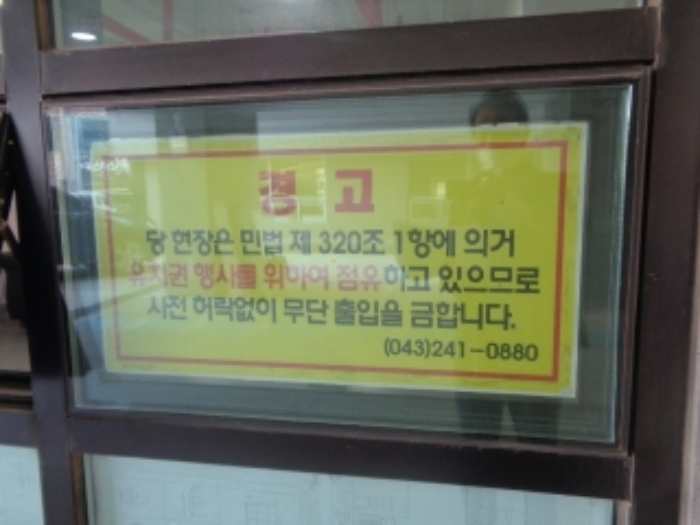 경 고
당 현장은 민법 제 320조 1항에 의거
유치권 행사를 위하여 점유하고 있으므로
사전 허락없이 무단 출입을 금합니다.
(043)241-0880